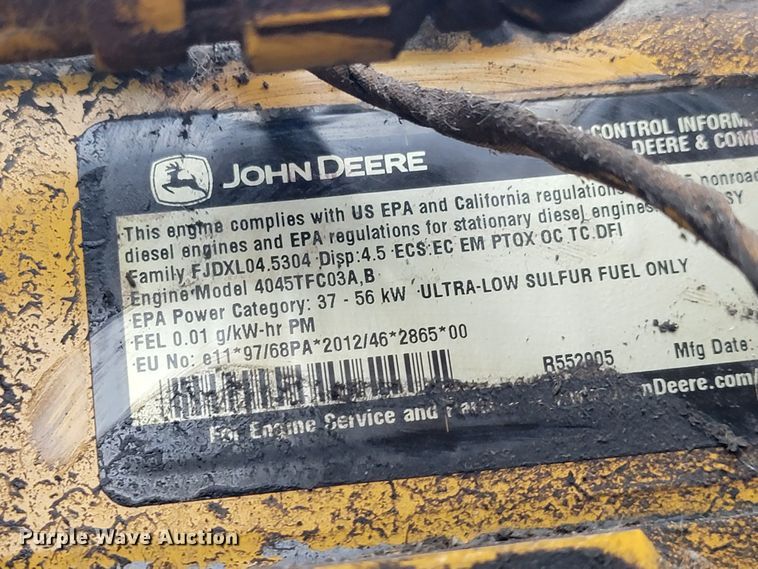 CONTROL INFORM
DEERE & COM
JOHN DEERE
This engine complies with US EPA and California regulations nonroad
diesel engines and EPA regulations for stationary diesel engines. SY
Family FJDXL04.5304 Disp:4.5 ECS:EC EM PTOX OC TC DFI
Engine Model 4045TFC03A,B
EPA Power Category: 37 - 56 kW ULTRA-LOW SULFUR FUEL ONLY
FEL 0.01 g/kW-hr PM
EU No: e11*97/68PA*2012/46*2865*00
R552905 Mfg Date:
For Engine Service and nDeere.com/
Purple Wave Auction